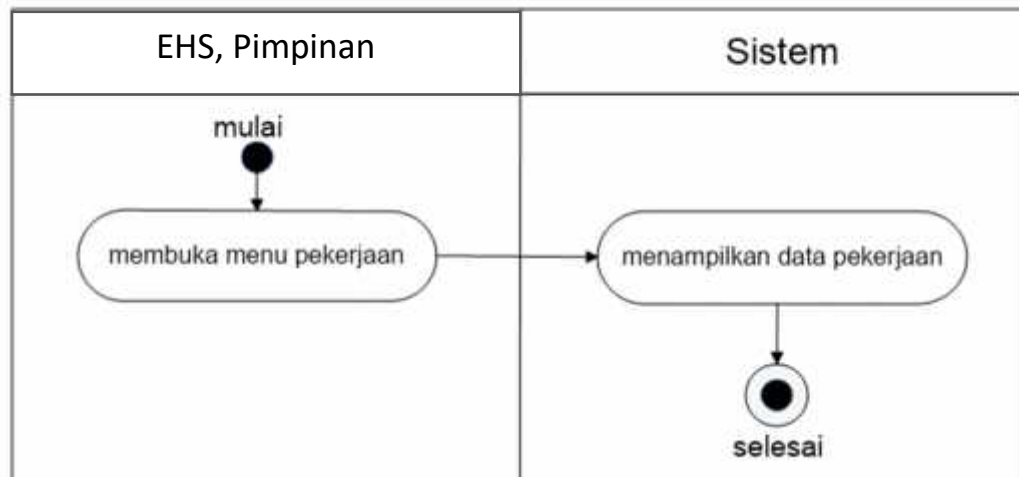 EHS, Pimpinan
Sistem
mulai
membuka menu pekerjaan
menampilkan data pekerjaan
selesai